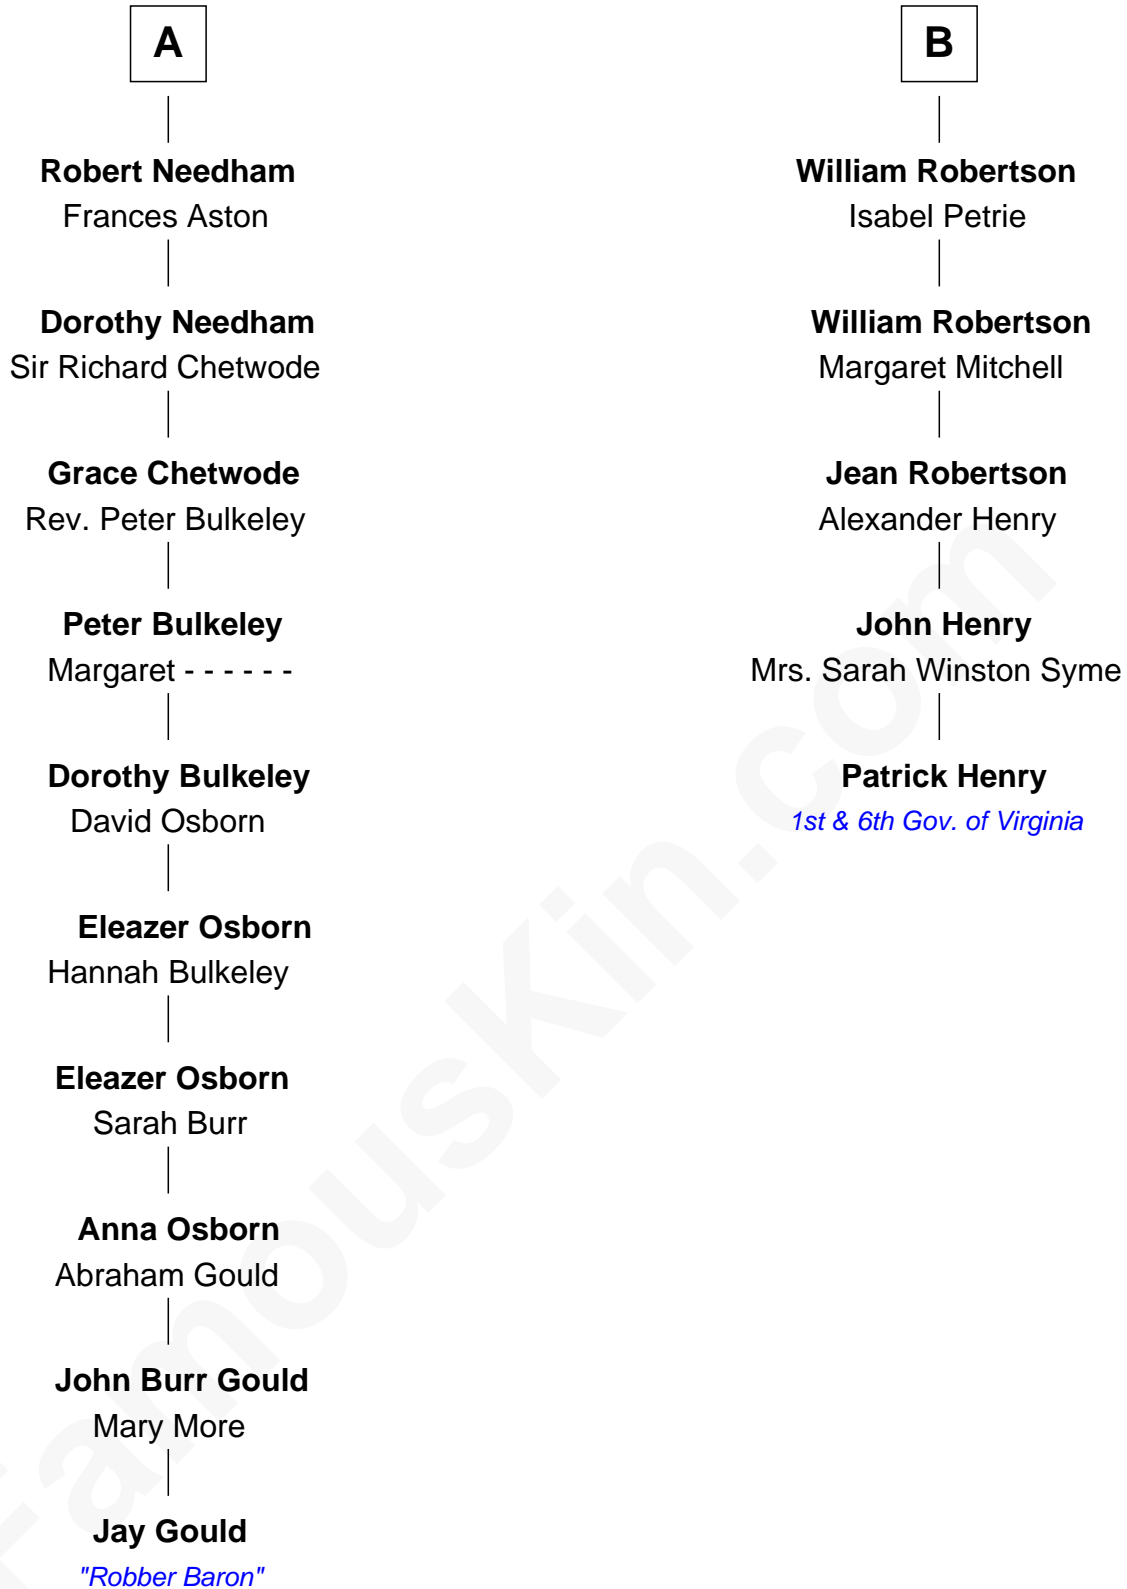 A
Robert Needham
Frances Aston
Dorothy Needham
Sir Richard Chetwode
Grace Chetwode
Rev. Peter Bulkeley
Peter Bulkeley
Margaret - - - - - -
Dorothy Bulkeley
David Osborn
Eleazer Osborn
Hannah Bulkeley
Eleazer Osborn
Sarah Burr
Anna Osborn
Abraham Gould
John Burr Gould
Mary More
Jay Gould
"Robber Baron"
B
William Robertson
Isabel Petrie
William Robertson
Margaret Mitchell
Jean Robertson
Alexander Henry
John Henry
Mrs. Sarah Winston Syme
Patrick Henry
1st & 6th Gov. of Virginia
FamousKin.com